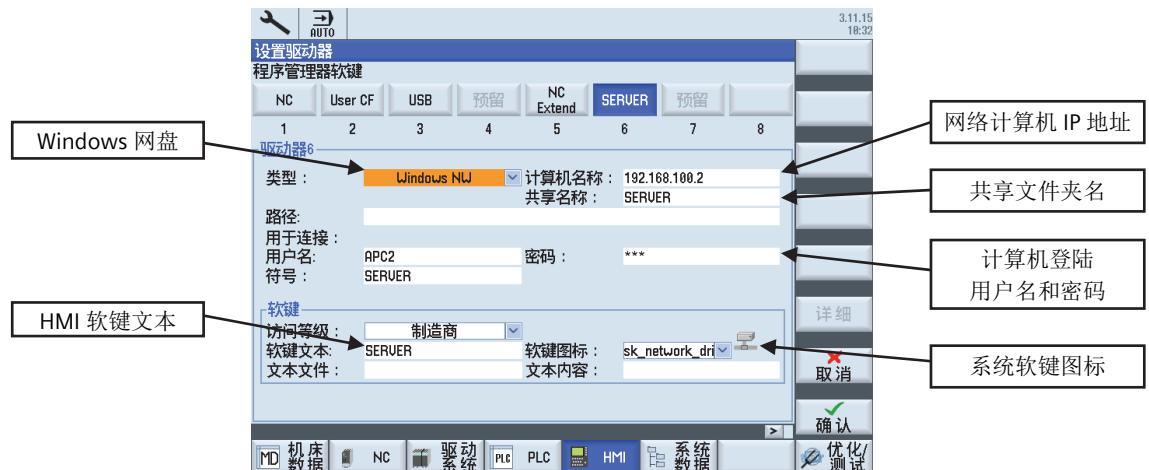 AUTO
3.11.15
10:32
设置驱动器
程序管理器软键
NC User CF USB 预留 NC Extend SERVER 预留
1 2 3 4 5 6 7 8
驱动器6
类型： Windows NW 计算机名称： 192.168.100.2
共享名称： SERVER
路径:
用于连接：
用户名: APC2 密码： ***
符号： SERVER
软键
访问等级： 制造商
软键文本: SERVER 软键图标： sk_network_dri
文本文件： 文本内容：
详细
取消
确认
>
MD 机床数据 NC 驱动系统 PLC PLC HMI 系统数据 优化/测试
Windows 网盘
HMI 软键文本
网络计算机 IP 地址
共享文件夹名
计算机登陆
用户名和密码
系统软键图标